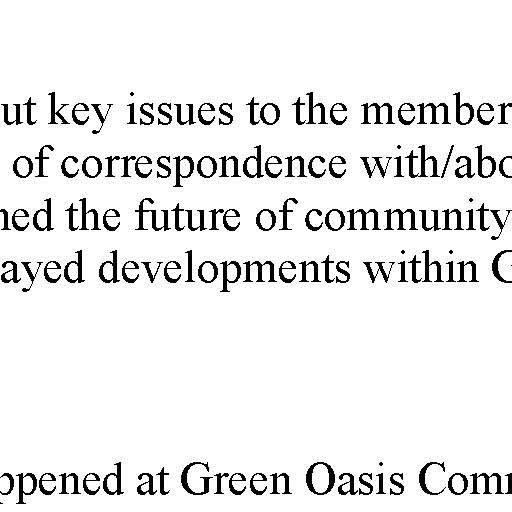 ut key issues to the member
of correspondence with/abo
ned the future of community
ayed developments within G
ppened at Green Oasis Comm